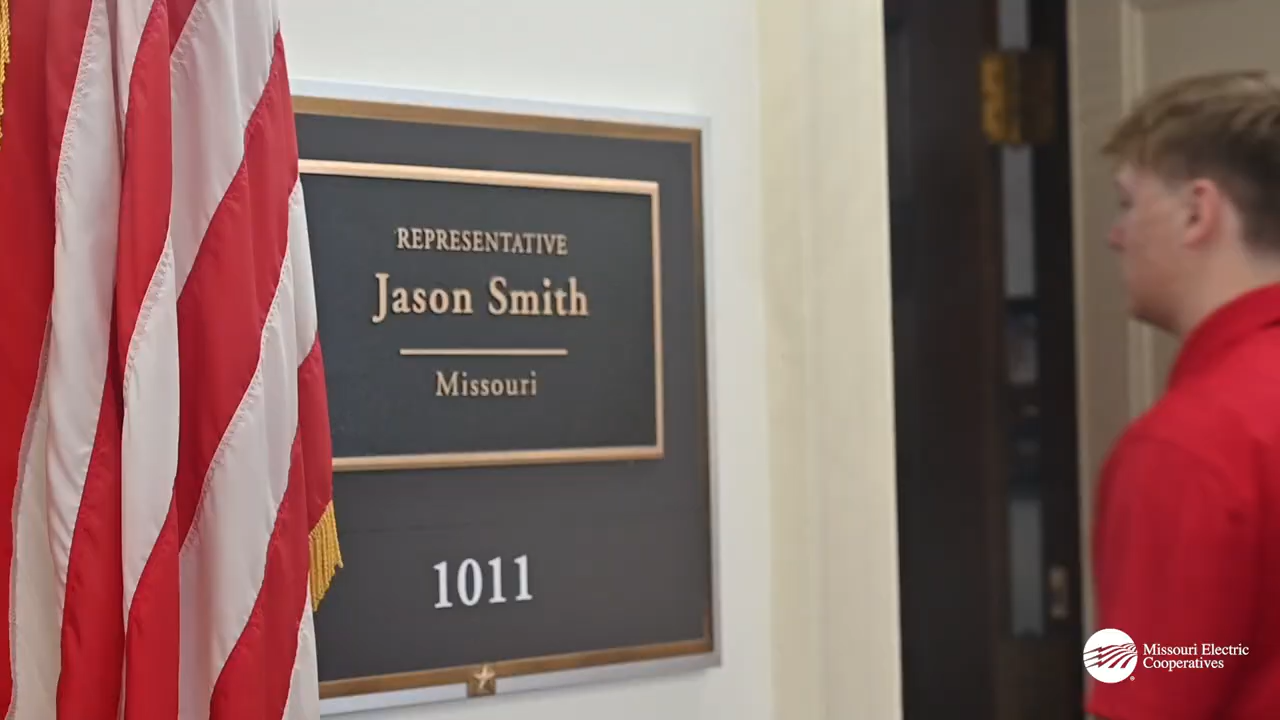 REPRESENTATIVE
Jason Smith
Missouri
1011
Missouri Electric
Cooperatives